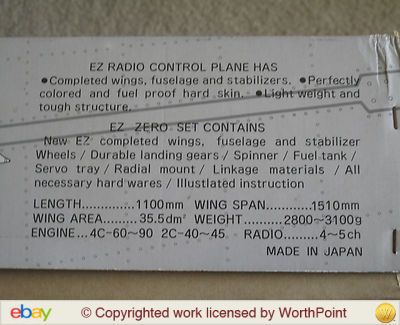 EZ RADIO CONTROL PLANE HAS
●Completed wings, fuselage and stabilizers. ●Perfectly
colored and fuel proof hard skin. ●Light weight and
tough structure.
EZ ZERO SET CONTAINS
New EZ completed wings, fuselage and stabilizer
Wheels / Durable landing gears / Spinner / Fuel tank /
Servo tray / Radial mount / Linkage materials / All
necessary hard wares / Illustlated instruction
LENGTH.............1100mm WING SPAN...........1510mm
WING AREA........35.5dm² WEIGHT.........2800~3100g
ENGINE...4C-60~90 2C-40~45 RADIO.........4~5ch
MADE IN JAPAN
ebay © Copyrighted work licensed by WorthPoint W